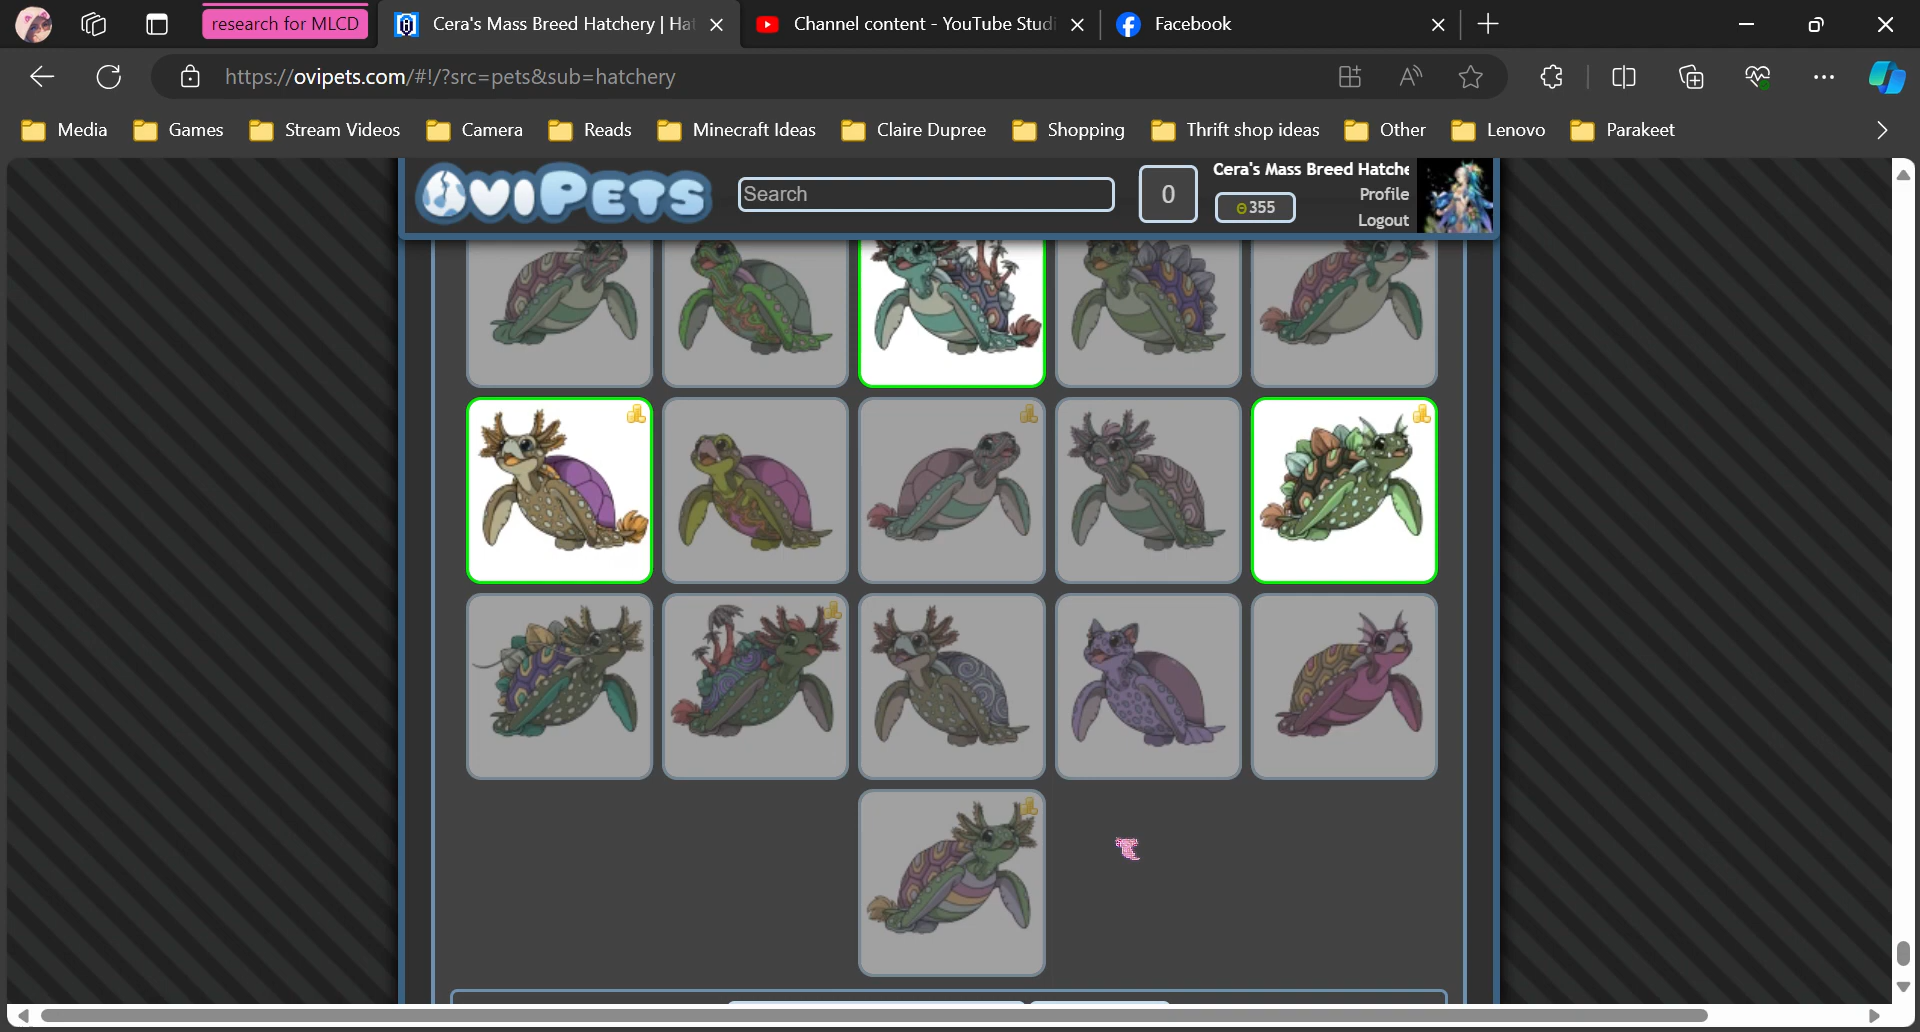 research for MLCD
Cera's Mass Breed Hatchery | Hat
Channel content - YouTube Studi
Facebook
https://ovipets.com/#!/?src=pets&sub=hatchery
Media
Games
Stream Videos
Camera
Reads
Minecraft Ideas
Claire Dupree
Shopping
Thrift shop ideas
Other
Lenovo
Parakeet
OviPets
Search
0
Cera's Mass Breed Hatche
355
Profile
Logout